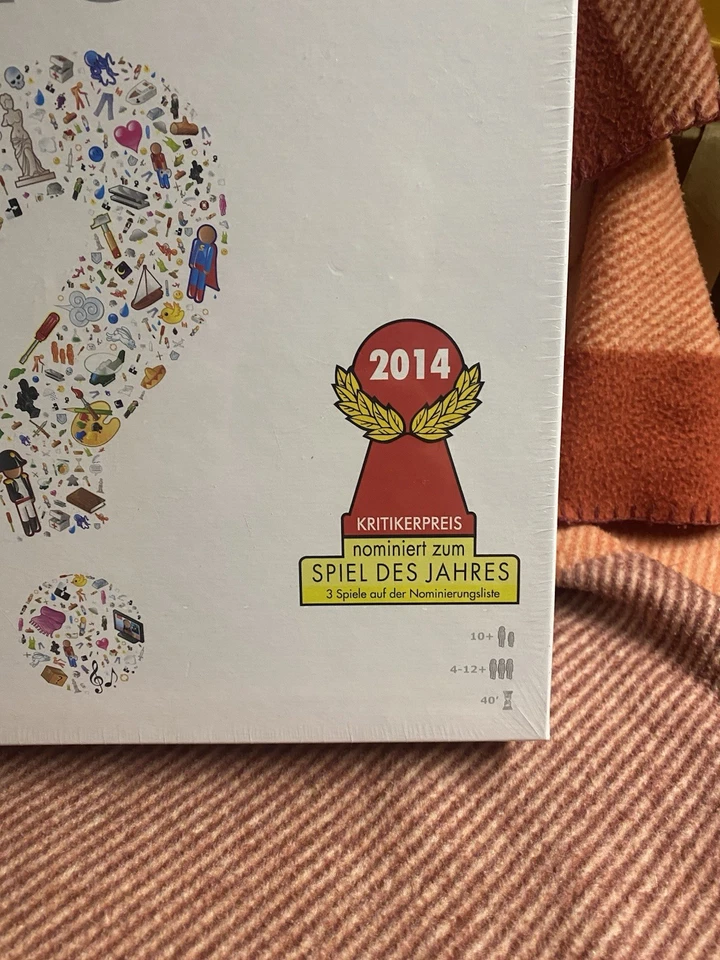 2014
KRITIKERPREIS
nominiert zum
SPIEL DES JAHRES
3 Spiele auf der Nominierungsliste
10+
4-12+
40'